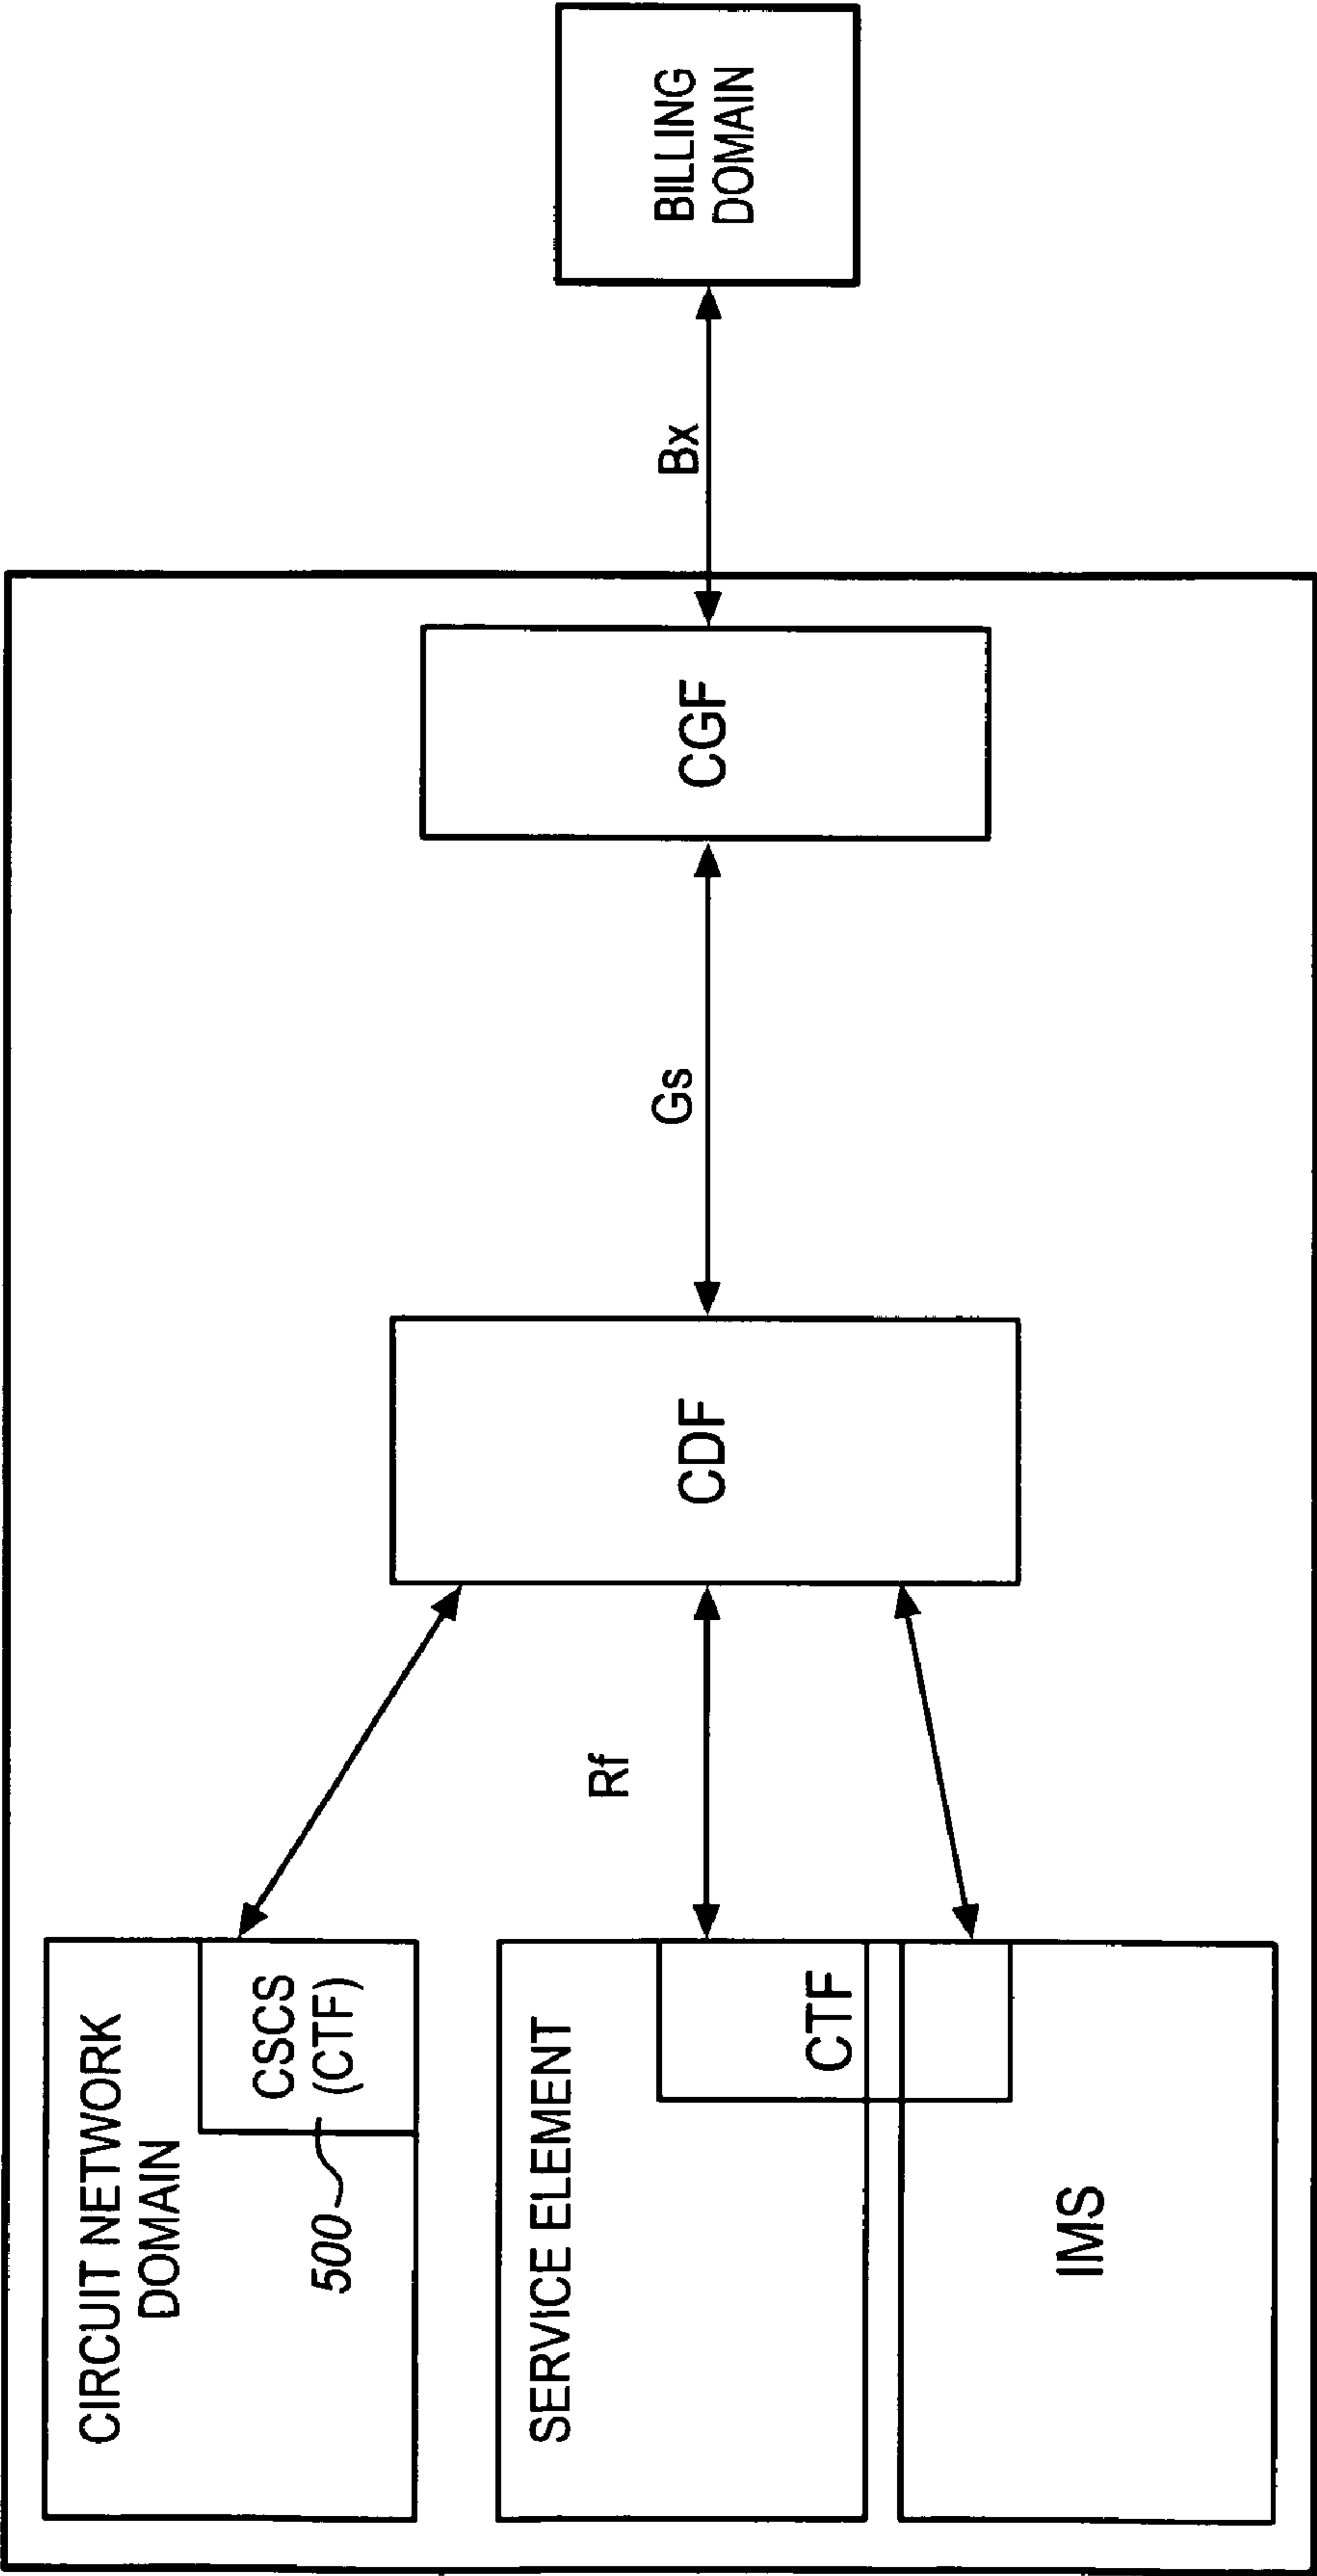 CIRCUIT NETWORK
DOMAIN
CSCS
(CTF)
500
SERVICE ELEMENT
CTF
IMS
Rf
CDF
Gs
CGF
Bx
BILLING
DOMAIN